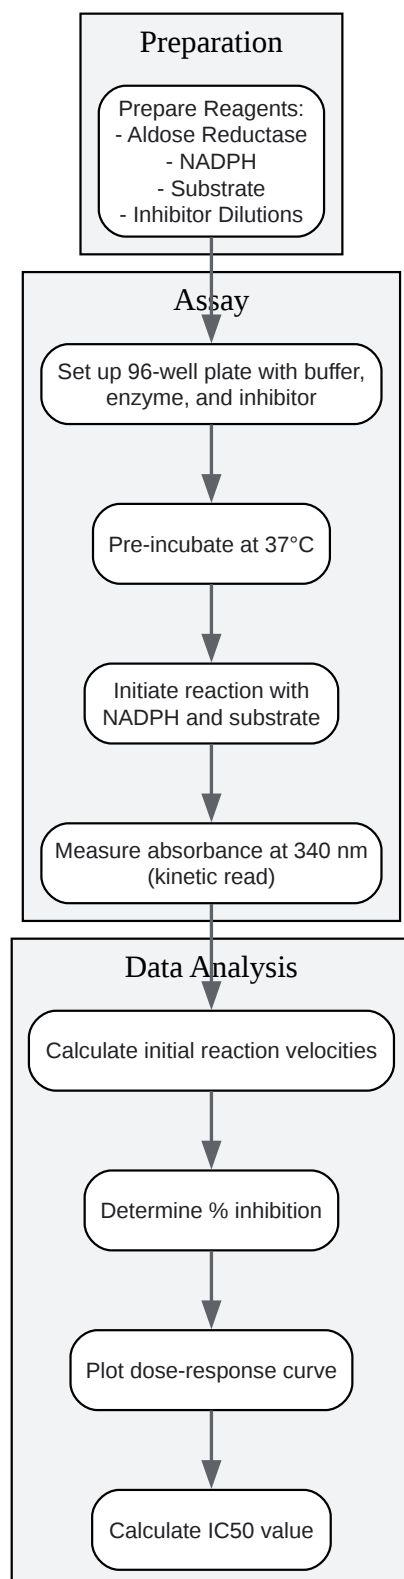 Preparation
Prepare Reagents:
- Aldose Reductase
- NADPH
- Substrate
- Inhibitor Dilutions
Assay
Set up 96-well plate with buffer,
enzyme, and inhibitor
Pre-incubate at 37°C
Initiate reaction with
NADPH and substrate
Measure absorbance at 340 nm
(kinetic read)
Data Analysis
Calculate initial reaction velocities
Determine % inhibition
Plot dose-response curve
Calculate IC50 value